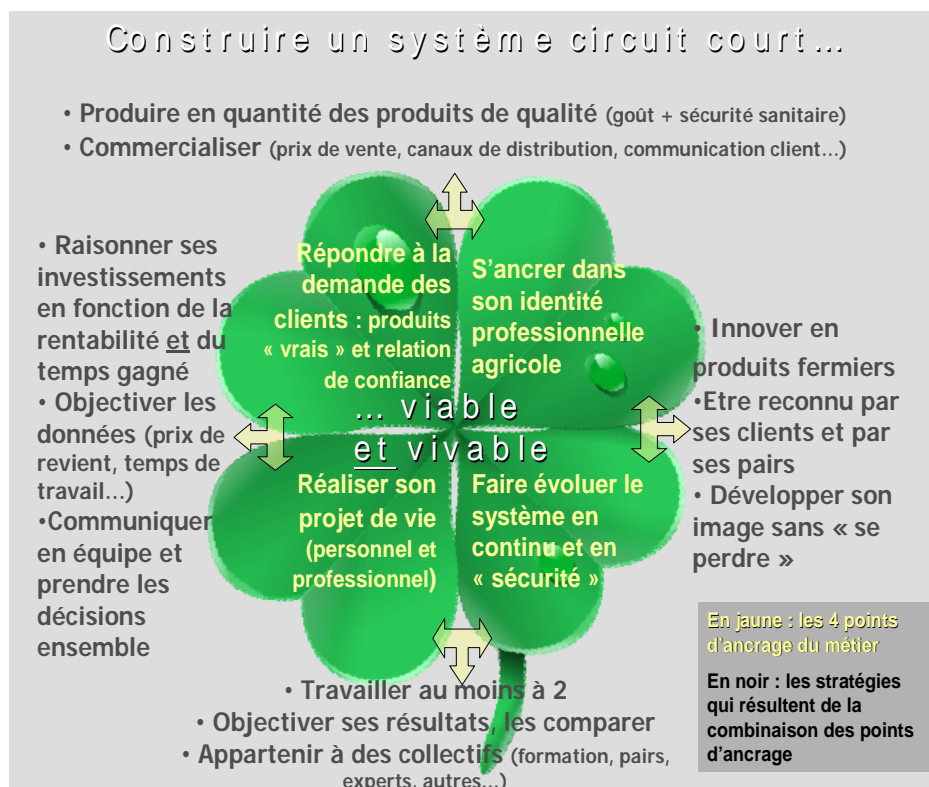 Construire un système circuit court…
• Produire en quantité des produits de qualité (goût + sécurité sanitaire)
• Commercialiser (prix de vente, canaux de distribution, communication client…)
• Raisonner ses
investissements
en fonction de la
rentabilité et du
temps gagné
• Objectiver les
données (prix de
revient, temps de
travail…)
•Communiquer
en équipe et
prendre les
décisions
ensemble
Répondre à la
demande des
clients : produits
« vrais » et relation
de confiance
S’ancrer dans
son identité
professionnelle
agricole
… viable
et vivable
Réaliser son
projet de vie
(personnel et
professionnel)
Faire évoluer le
système en
continu et en
« sécurité »
• Innover en
produits fermiers
•Etre reconnu par
ses clients et par
ses pairs
• Développer son
image sans « se
perdre »
• Travailler au moins à 2
• Objectiver ses résultats, les comparer
• Appartenir à des collectifs (formation, pairs,
experts, autres…)
En jaune : les 4 points
d’ancrage du métier
En noir : les stratégies
qui résultent de la
combinaison des points
d’ancrage